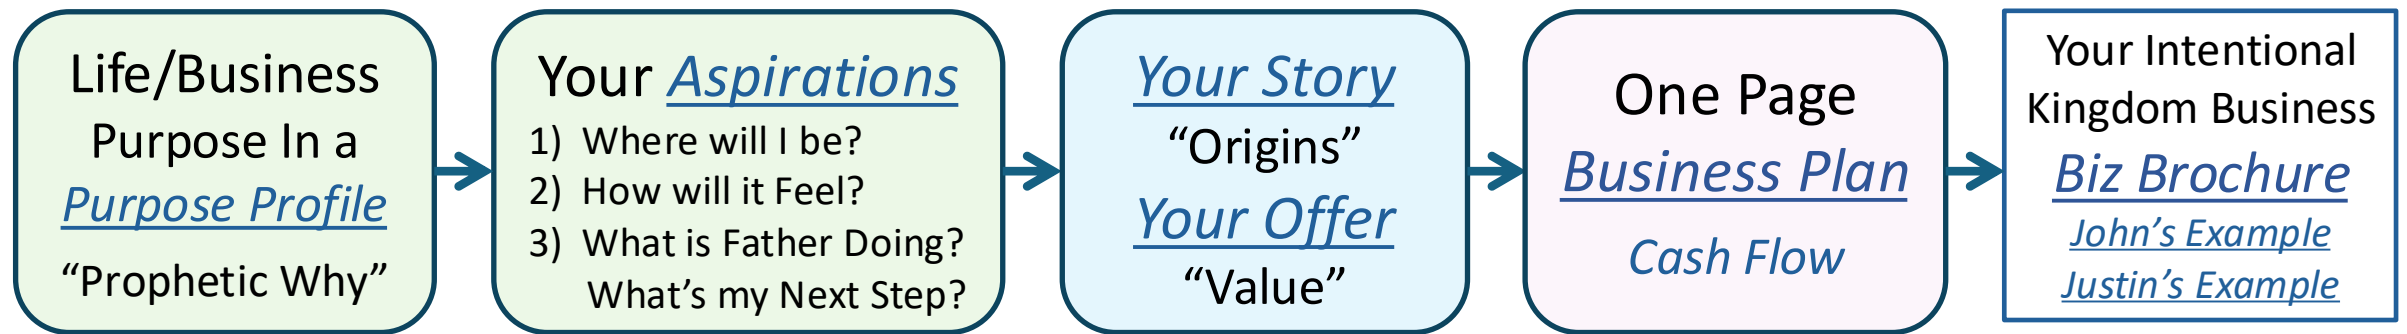 Life/Business
Purpose In a
Purpose Profile
“Prophetic Why”
Your Aspirations
1) Where will I be?
2) How will it Feel?
3) What is Father Doing?
What’s my Next Step?
Your Story
“Origins”
Your Offer
“Value”
One Page
Business Plan
Cash Flow
Your Intentional
Kingdom Business
Biz Brochure
John’s Example
Justin’s Example